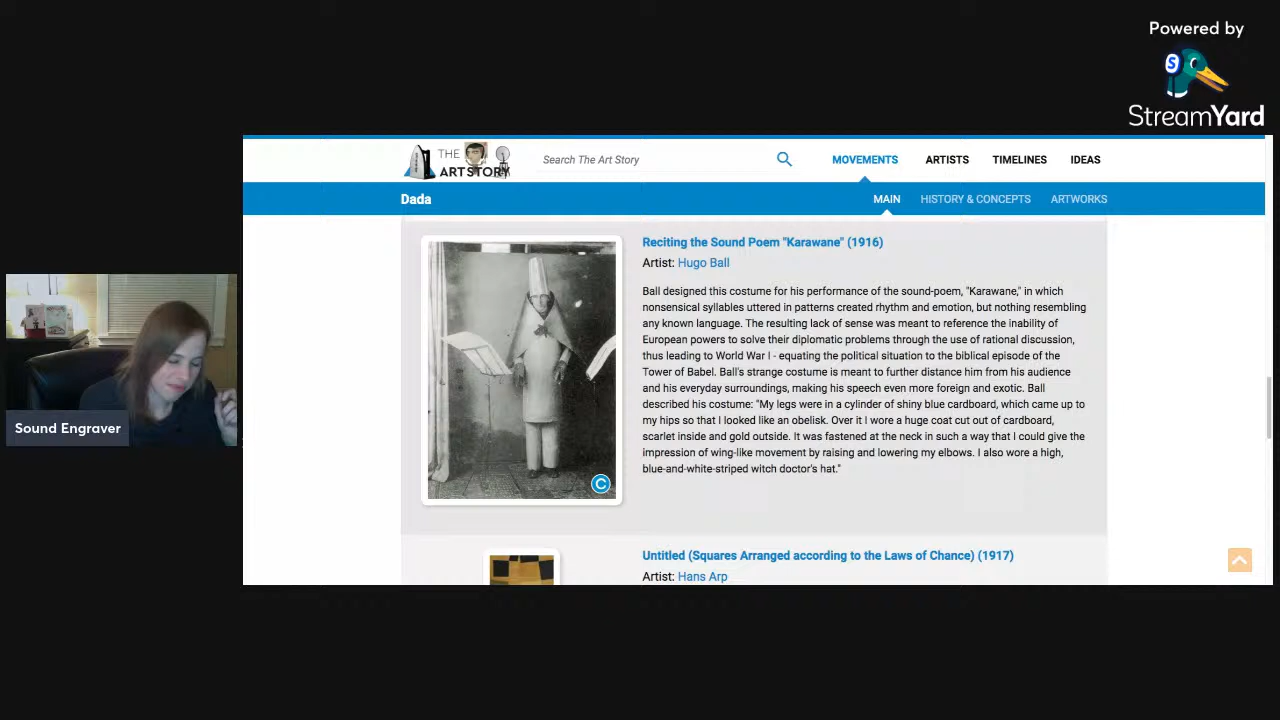 Powered by
S
StreamYard
THE
ARTSTORY
Search The Art Story
MOVEMENTS
ARTISTS
TIMELINES
IDEAS
Dada
MAIN
HISTORY & CONCEPTS
ARTWORKS
Reciting the Sound Poem "Karawane" (1916)
Artist: Hugo Ball
Ball designed this costume for his performance of the sound-poem, "Karawane," in which
nonsensical syllables uttered in patterns created rhythm and emotion, but nothing resembling
any known language. The resulting lack of sense was meant to reference the inability of
European powers to solve their diplomatic problems through the use of rational discussion,
thus leading to World War I - equating the political situation to the biblical episode of the
Tower of Babel. Ball's strange costume is meant to further distance him from his audience
and his everyday surroundings, making his speech even more foreign and exotic. Ball
described his costume: "My legs were in a cylinder of shiny blue cardboard, which came up to
my hips so that I looked like an obelisk. Over it I wore a huge coat cut out of cardboard,
scarlet inside and gold outside. It was fastened at the neck in such a way that I could give the
impression of wing-like movement by raising and lowering my elbows. I also wore a high,
blue-and-white-striped witch doctor's hat."
C
Sound Engraver
Untitled (Squares Arranged according to the Laws of Chance) (1917)
Artist: Hans Arp